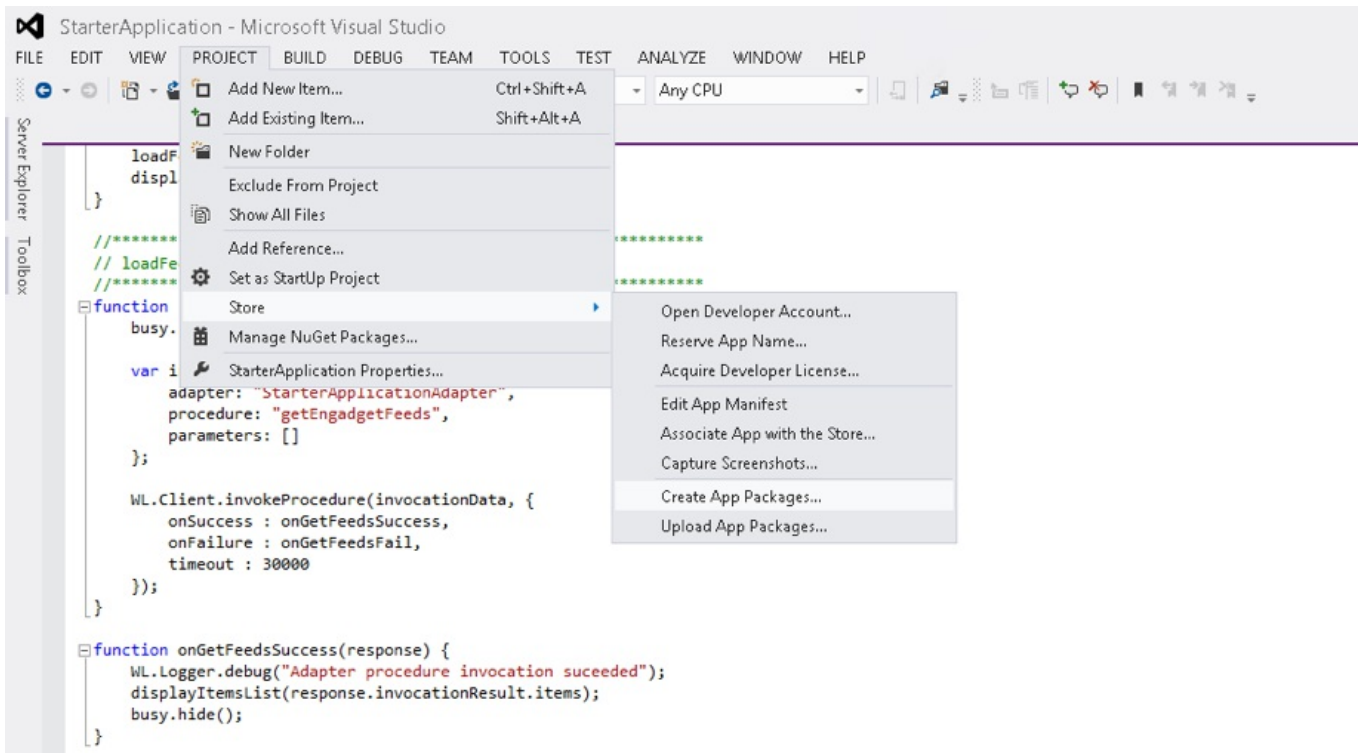 StarterApplication - Microsoft Visual Studio
FILE EDIT VIEW PROJECT BUILD DEBUG TEAM TOOLS TEST ANALYZE WINDOW HELP
Any CPU
Server Explorer
Toolbox
Add New Item... Ctrl+Shift+A
Add Existing Item... Shift+Alt+A
New Folder
Exclude From Project
Show All Files
Add Reference...
Set as StartUp Project
Store
Manage NuGet Packages...
StarterApplication Properties...
Open Developer Account...
Reserve App Name...
Acquire Developer License...
Edit App Manifest
Associate App with the Store...
Capture Screenshots...
Create App Packages...
Upload App Packages...
loadF
displ
}
//*******
// loadFe
//*******
function
busy.
var i
adapter: "StarterApplicationAdapter",
procedure: "getEngadgetFeeds",
parameters: []
};
WL.Client.invokeProcedure(invocationData, {
onSuccess : onGetFeedsSuccess,
onFailure : onGetFeedsFail,
timeout : 30000
});
}
function onGetFeedsSuccess(response) {
WL.Logger.debug("Adapter procedure invocation suceeded");
displayItemsList(response.invocationResult.items);
busy.hide();
}